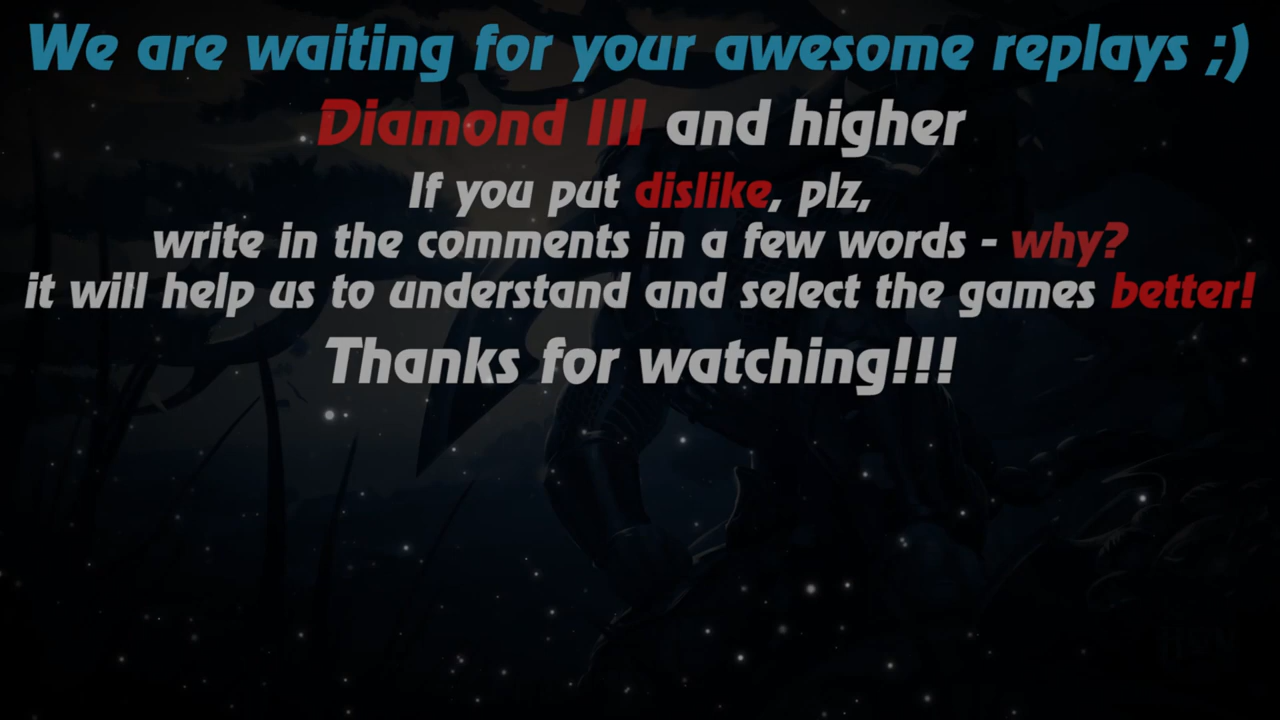 We are waiting for your awesome replays ;)
Diamond III and higher
If you put dislike, plz,
write in the comments in a few words - why?
it will help us to understand and select the games better!
Thanks for watching!!!